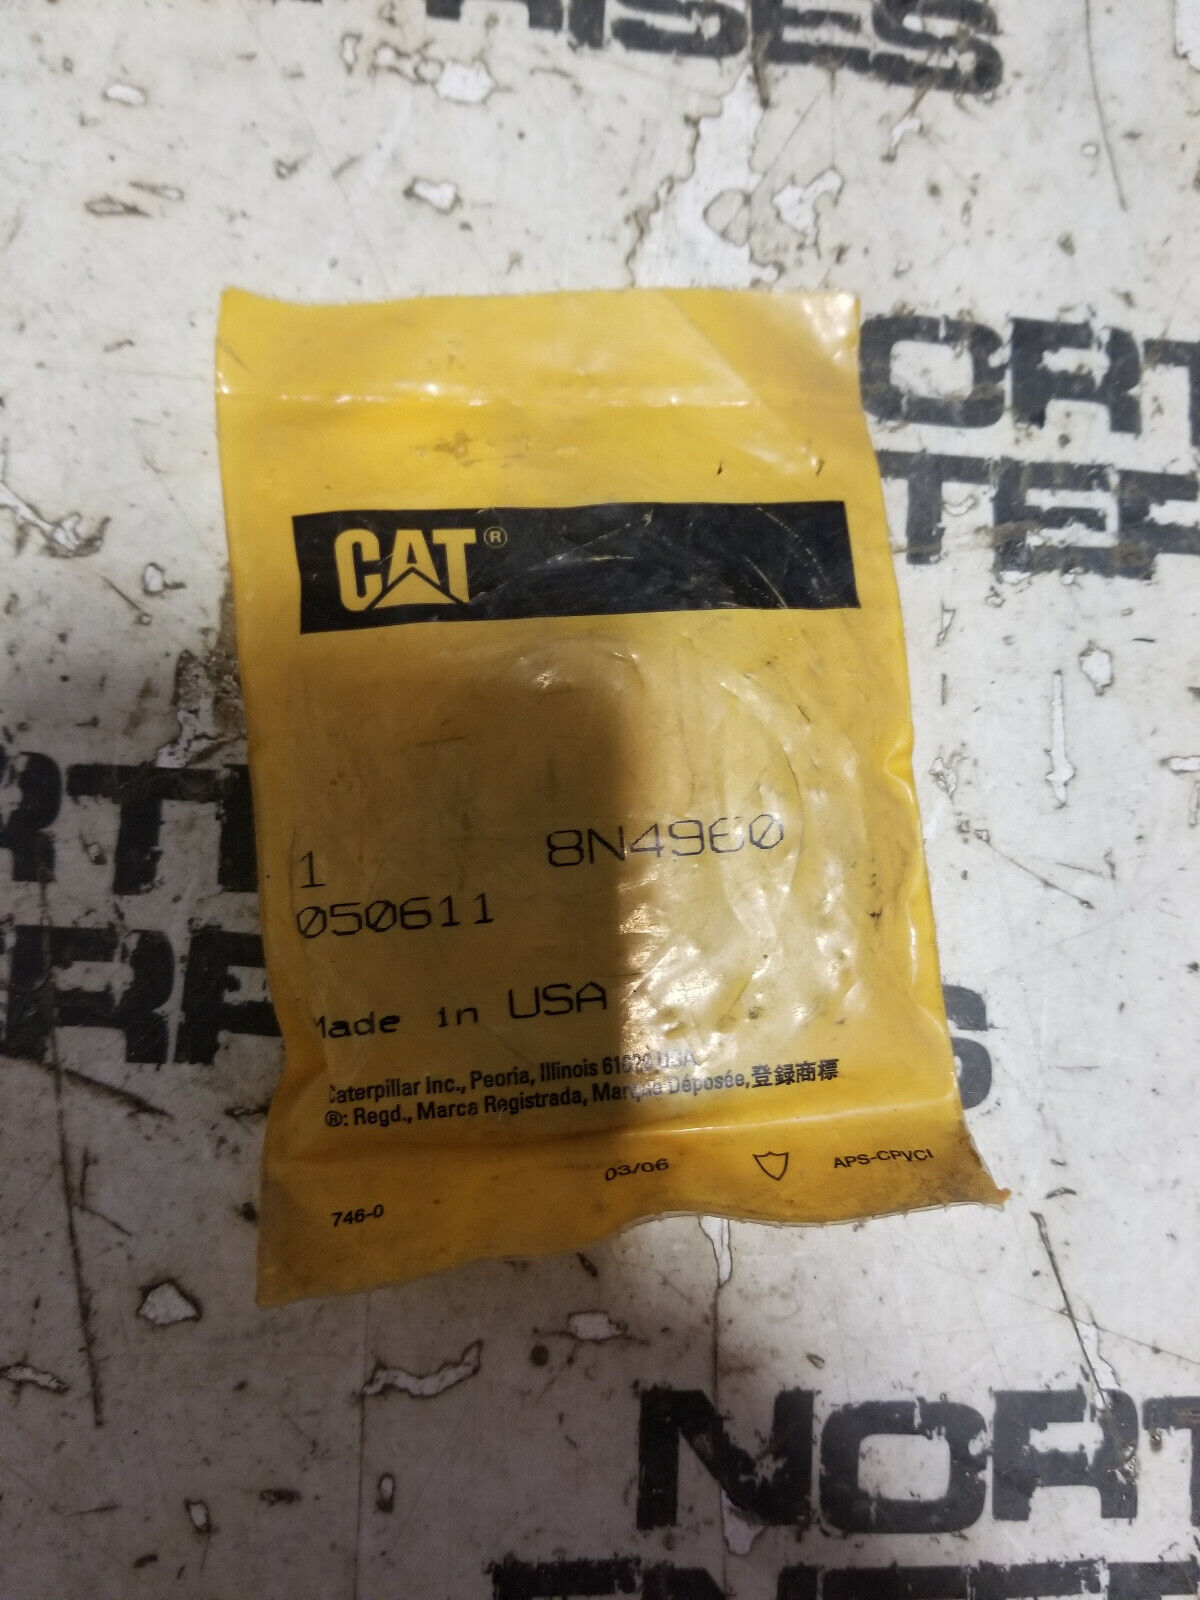 CAT®
1 8N4960
050611
Made in USA
Caterpillar Inc., Peoria, Illinois 61629 USA
®: Regd., Marca Registrada, Marque Déposée, 登録商標
03/06 APS-CPVCI
746-0
NORT